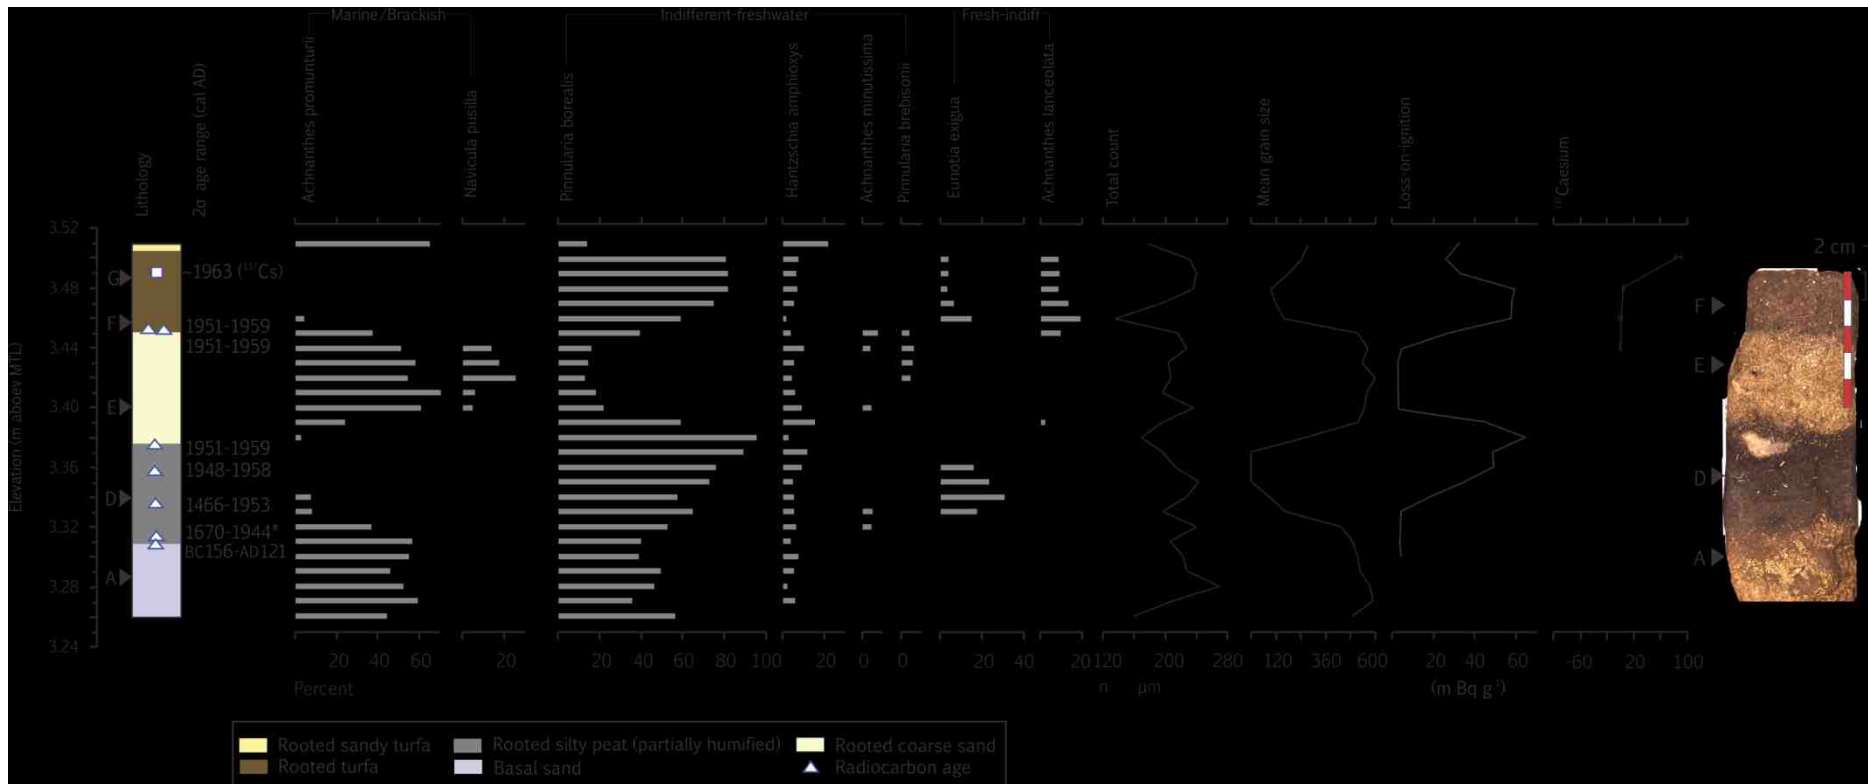 Marine/Brackish
Indifferent-freshwater
Fresh-indiff
Lithology
2σ age range (cal AD)
Achnanthes promunturir
Navicula pusilla
Pinnularia borealis
Hantzschia amphioxys
Achnanthes minutissima
Pinnularia brebisonii
Eunotia exigua
Achnanthes lanceolata
Total count
Mean grain size
Loss-on-ignition
¹³⁷Caesium
Elevation (m aboev MTL)
3.52
3.48
3.44
3.40
3.36
3.32
3.28
3.24
G
F
E
D
A
~1963 (¹³⁷Cs)
1951-1959
1951-1959
1951-1959
1948-1958
1466-1953
1670-1944*
BC156-AD121
2 cm
F
E
D
A
20 40 60
20
20 40 60 80 100
20
0
0
20 40
20
120 200 280
120 360 600
20 40 60
-60 20 100
Percent
n
µm
(m Bq g⁻¹)
Rooted sandy turfa
Rooted silty peat (partially humified)
Rooted coarse sand
Rooted turfa
Basal sand
Radiocarbon age